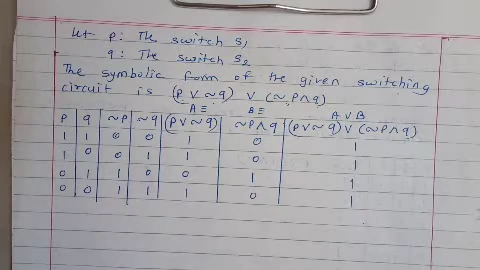 Let p: The switch S1
q: The switch S2
The symbolic form of the given switching
circuit is (p ∨ ~q) ∨ (~p∧q)
A ≡ B ≡ A ∨ B
p q ~p ~q (p∨~q) ~p∧q (p∨~q)∨(~p∧q)
1 1 0 0 1 0 1
1 0 0 1 1 0 1
0 1 1 0 0 1 1
0 0 1 1 1 0 1